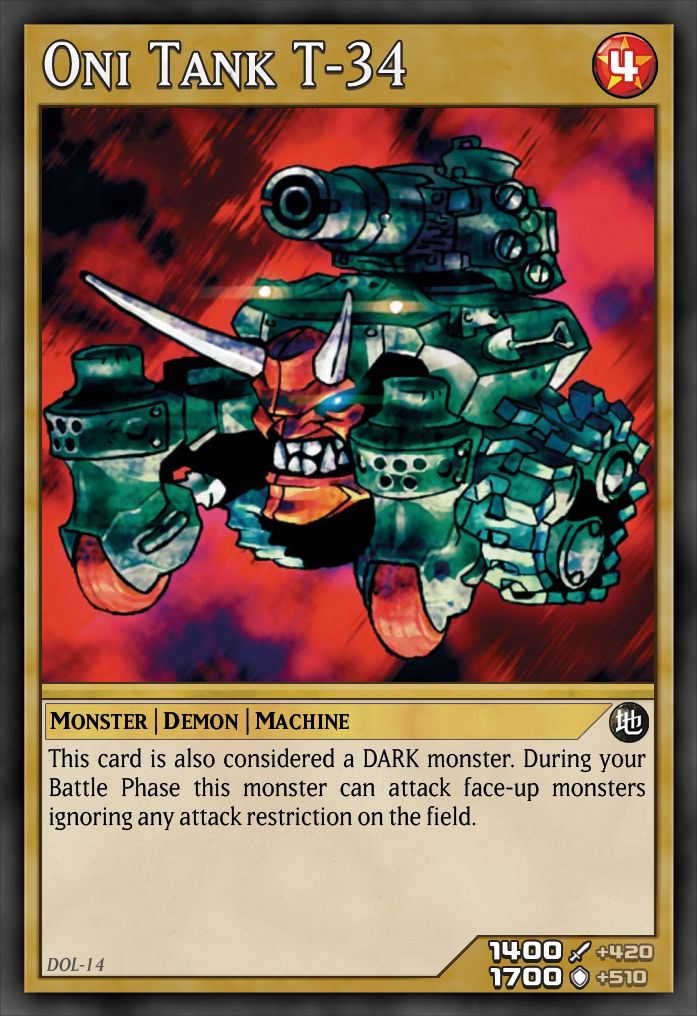 Oni Tank T-34
4
Monster | Demon | Machine
This card is also considered a DARK monster. During your
Battle Phase this monster can attack face-up monsters
ignoring any attack restriction on the field.
DOL-14
1400 +420
1700 +510